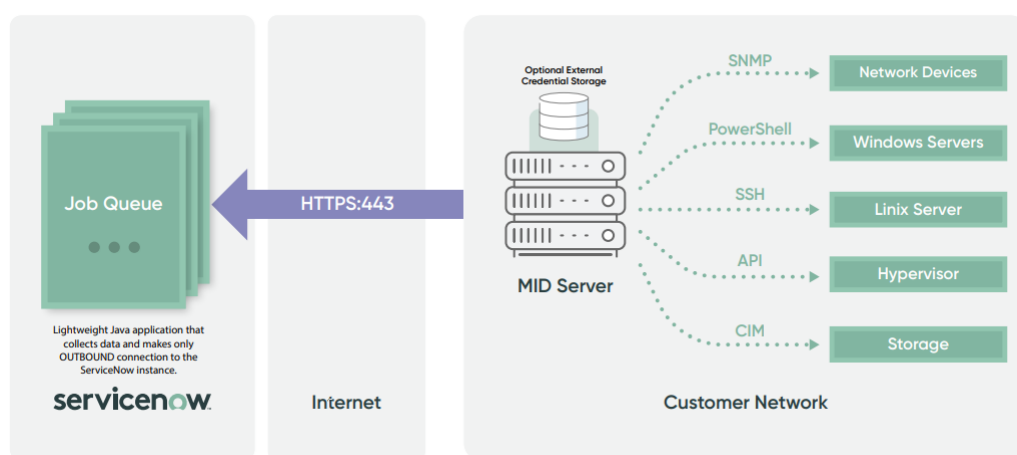 Optional External
Credential Storage
SNMP
Network Devices
PowerShell
Windows Servers
Job Queue
HTTPS:443
SSH
Linix Server
API
Hypervisor
MID Server
CIM
Storage
Lightweight Java application that
collects data and makes only
OUTBOUND connection to the
ServiceNow instance.
servicenow
Internet
Customer Network